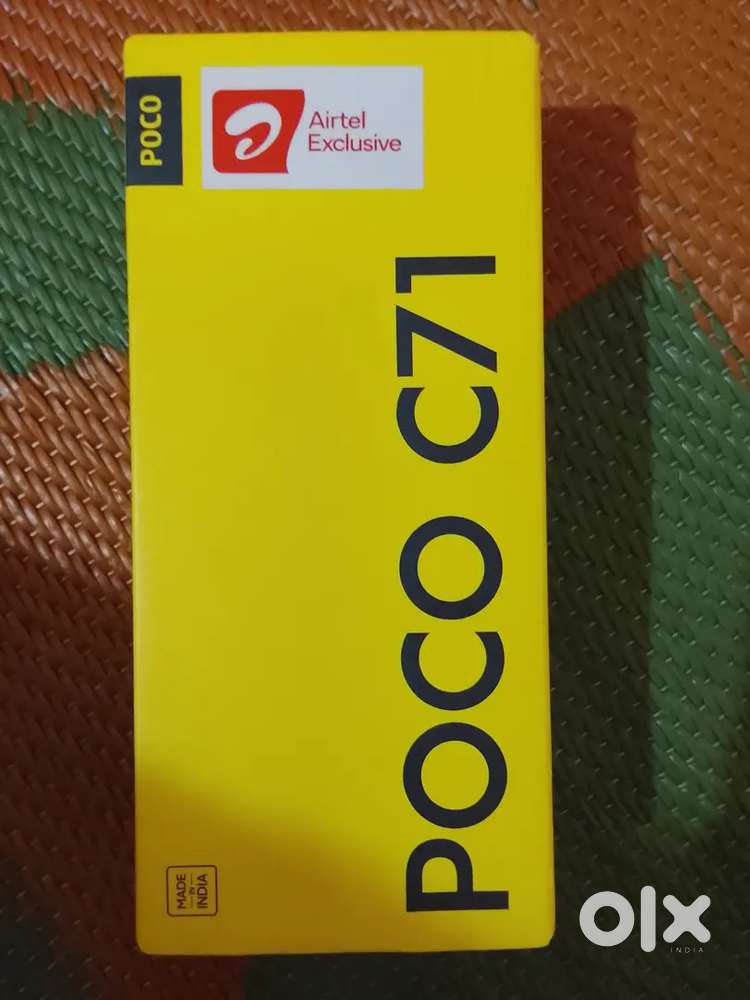 POCO
Airtel
Exclusive
POCO C71
MADE
IN
INDIA
olx
INDIA